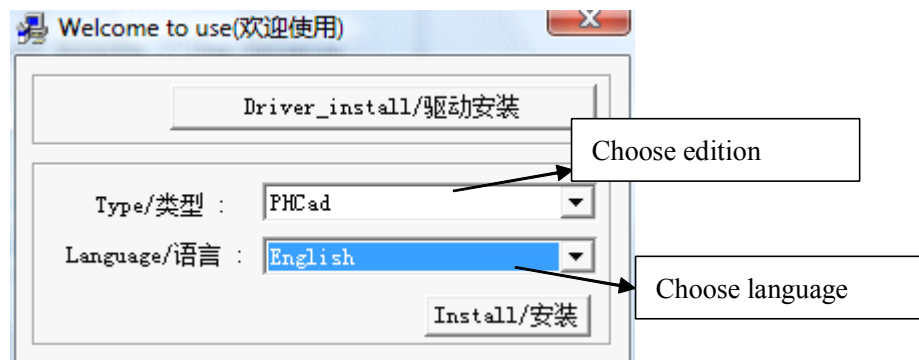 Welcome to use(欢迎使用)
Driver_install/驱动安装
Choose edition
Type/类型 : PHCad
Language/语言 : English
Choose language
Install/安装